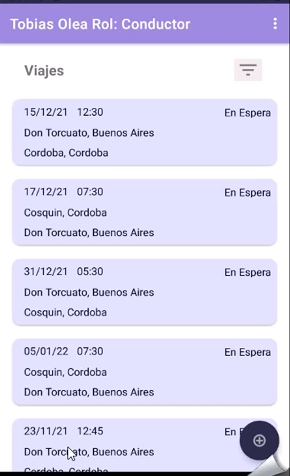 Tobias Olea Rol: Conductor
Viajes
15/12/21 12:30 En Espera
Don Torcuato, Buenos Aires
Cordoba, Cordoba
17/12/21 07:30 En Espera
Cosquin, Cordoba
Don Torcuato, Buenos Aires
31/12/21 05:30 En Espera
Don Torcuato, Buenos Aires
Cosquin, Cordoba
05/01/22 07:30 En Espera
Cosquin, Cordoba
Don Torcuato, Buenos Aires
23/11/21 12:45 En
Don Torcuato, Buenos Aires
Cordoba, Cordoba